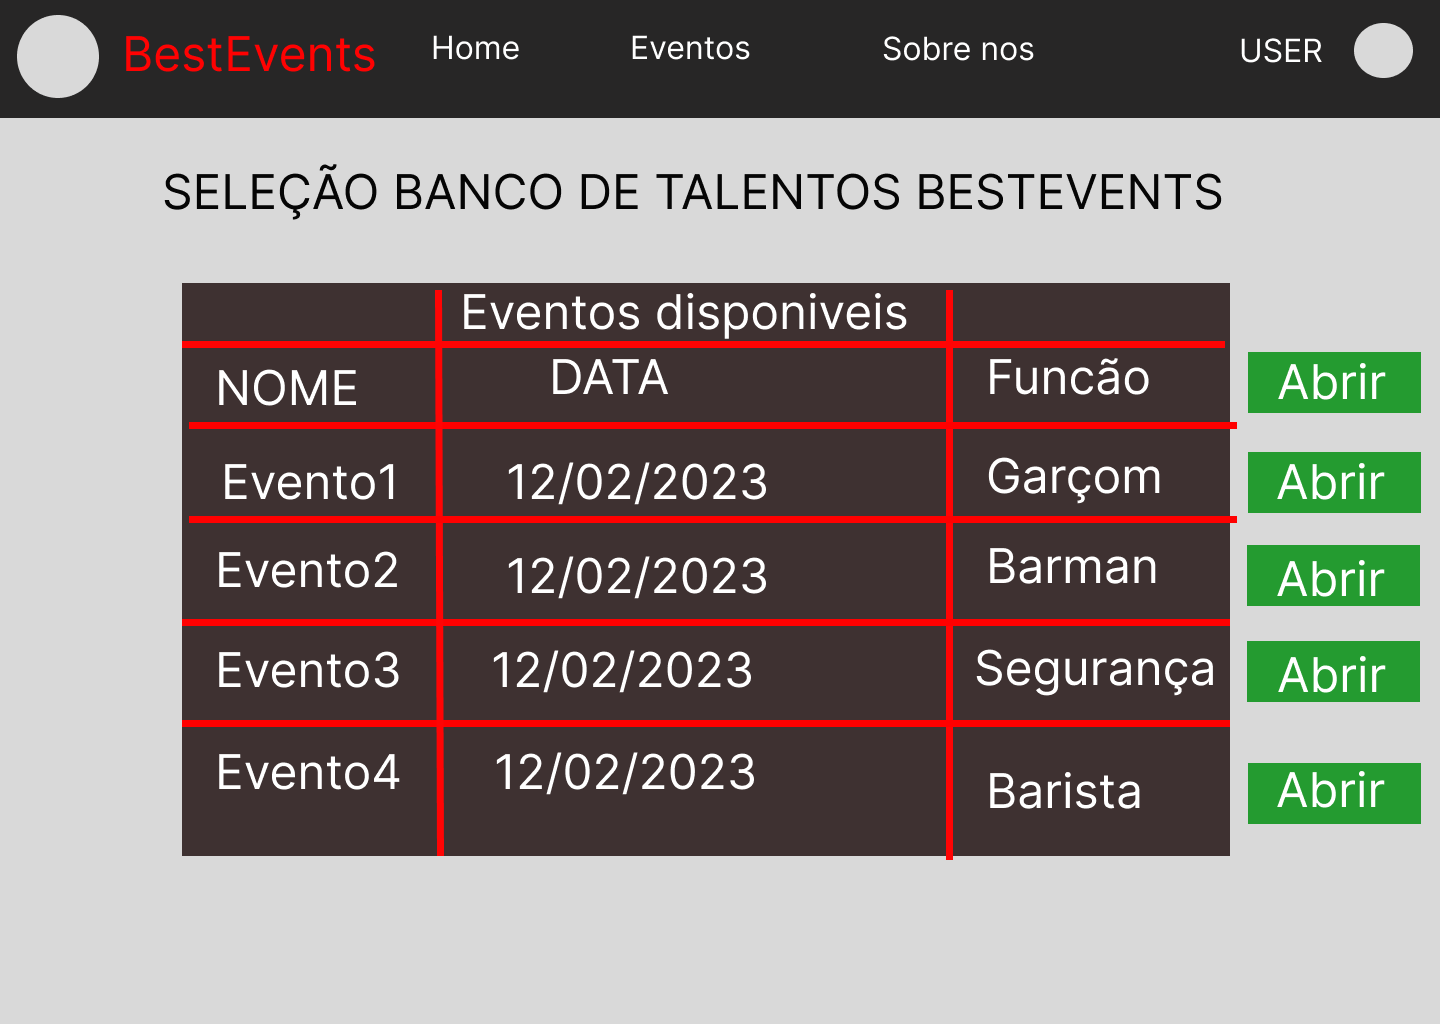 BestEvents Home Eventos Sobre nos USER
SELEÇÃO BANCO DE TALENTOS BESTEVENTS
Eventos disponiveis
NOME DATA Funcão Abrir
Evento1 12/02/2023 Garçom Abrir
Evento2 12/02/2023 Barman Abrir
Evento3 12/02/2023 Segurança Abrir
Evento4 12/02/2023 Barista Abrir